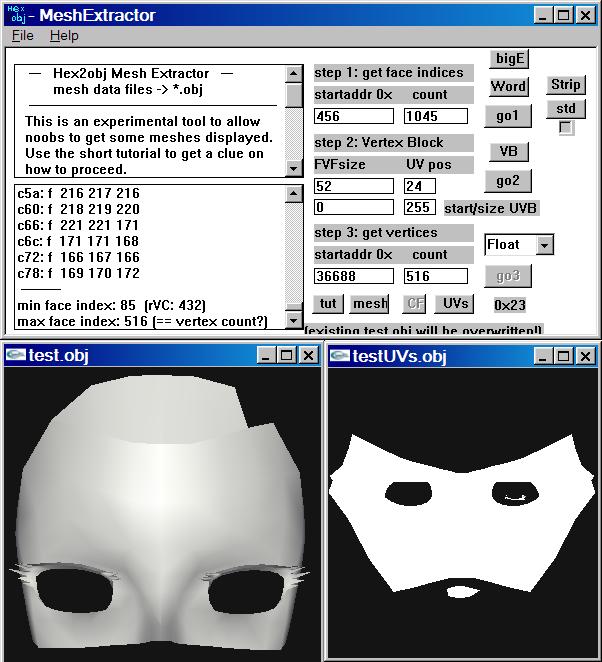 Hex
obj- MeshExtractor
File Help
— Hex2obj Mesh Extractor —
mesh data files -> *.obj
This is an experimental tool to allow
noobs to get some meshes displayed.
Use the short tutorial to get a clue on
how to proceed.
c5a: f 216 217 216
c60: f 218 219 220
c66: f 221 221 171
c6c: f 171 171 168
c72: f 166 167 166
c78: f 169 170 172
min face index: 85 (rVC: 432)
max face index: 516 (== vertex count?)
step 1: get face indices
startaddr 0x count
456 1045
step 2: Vertex Block
FVFsize UV pos
52 24
0 255 start/size UVB
step 3: get vertices
startaddr 0x count
36688 516
tut mesh CF UVs
(existing test.obj will be overwritten!)
bigE
Word
go1
VB
go2
Float
go3
0x23
Strip
std
test.obj
testUVs.obj